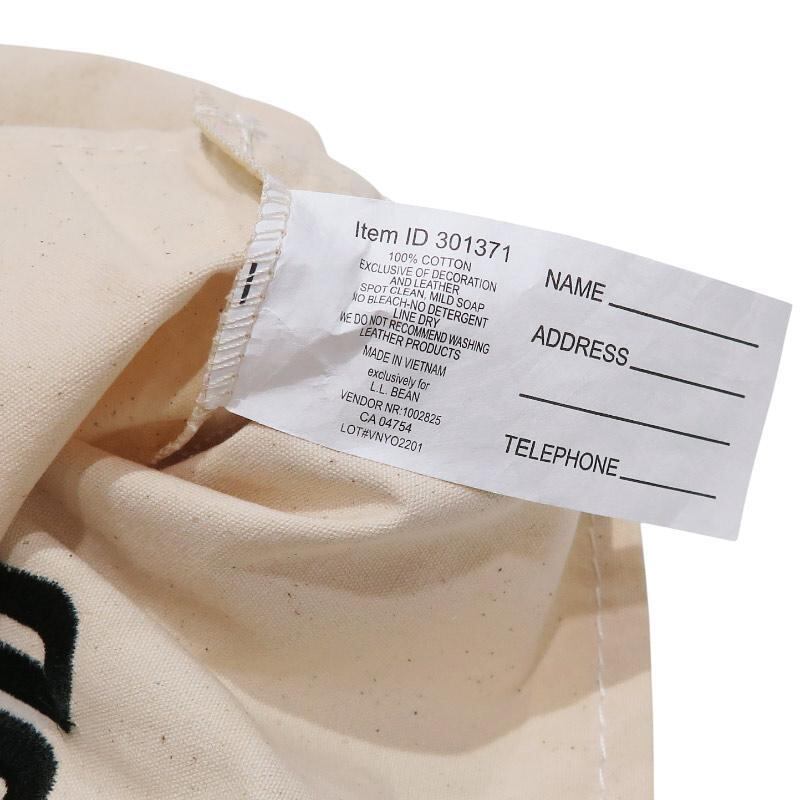 Item ID 301371
100% COTTON
EXCLUSIVE OF DECORATION
AND LEATHER
SPOT CLEAN, MILD SOAP
NO BLEACH-NO DETERGENT
LINE DRY
WE DO NOT RECOMMEND WASHING
LEATHER PRODUCTS
MADE IN VIETNAM
exclusively for
L.L. BEAN
VENDOR NR:1002825
CA 04754
LOT#VNYO2201
NAME
ADDRESS
TELEPHONE